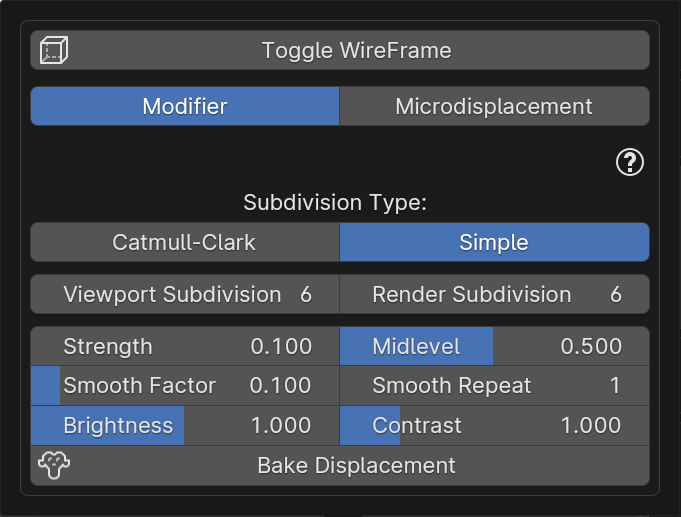 Toggle WireFrame
Modifier Microdisplacement
?
Subdivision Type:
Catmull-Clark Simple
Viewport Subdivision 6 Render Subdivision 6
Strength 0.100 Midlevel 0.500
Smooth Factor 0.100 Smooth Repeat 1
Brightness 1.000 Contrast 1.000
Bake Displacement